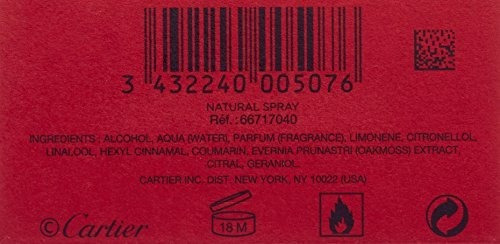 3 432240 005076
NATURAL SPRAY
Réf.:66717040
INGREDIENTS : ALCOHOL, AQUA (WATER), PARFUM (FRAGRANCE), LIMONENE, CITRONELLOL,
LINALOOL, HEXYL CINNAMAL, COUMARIN, EVERNIA PRUNASTRI (OAKMOSS) EXTRACT,
CITRAL, GERANIOL.
CARTIER INC. DIST- NEW YORK, NY 10022 (USA)
©Cartier
18 M